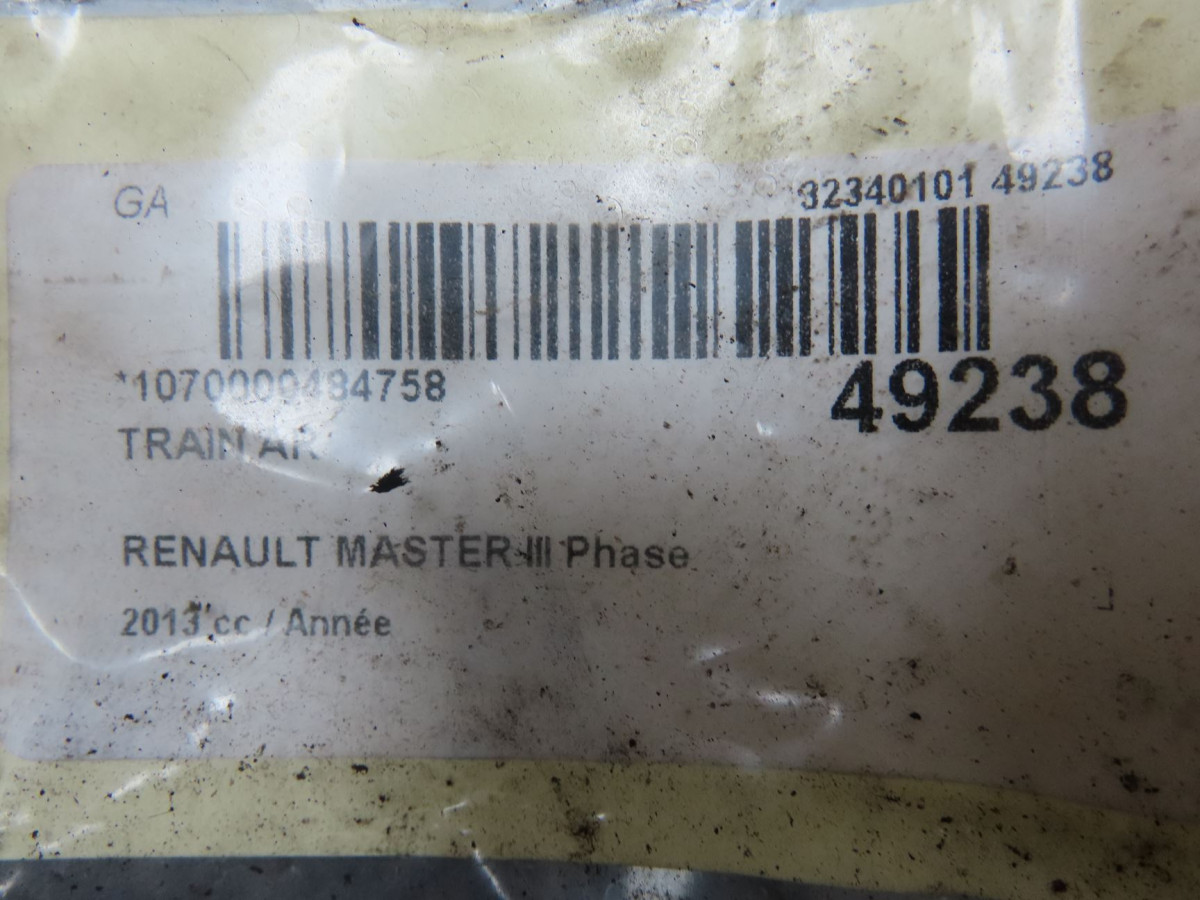 GA
32340101 49238
*1070000484758
49238
TRAIN AR
RENAULT MASTER III Phase
2013 cc / Année